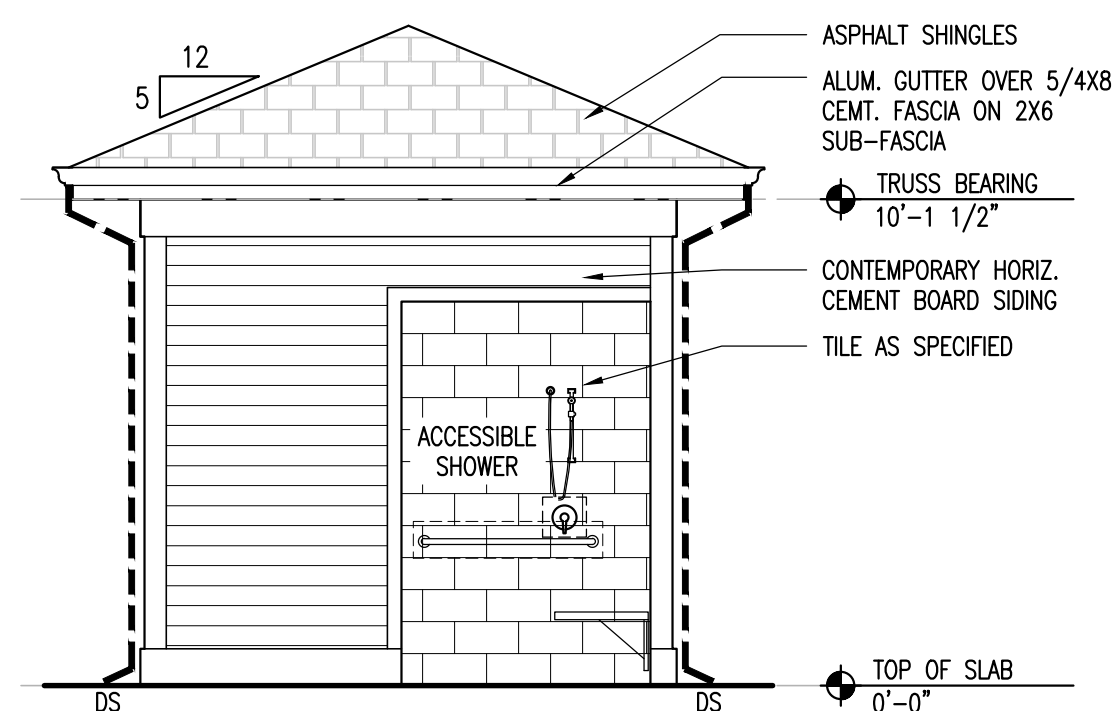 12
5
ASPHALT SHINGLES
ALUM. GUTTER OVER 5/4X8
CEMT. FASCIA ON 2X6
SUB-FASCIA
TRUSS BEARING
10'-1 1/2"
CONTEMPORARY HORIZ.
CEMENT BOARD SIDING
TILE AS SPECIFIED
ACCESSIBLE
SHOWER
TOP OF SLAB
0'-0"
DS
DS